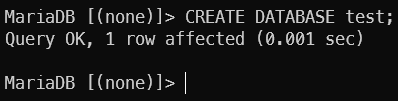 MariaDB [(none)]> CREATE DATABASE test;
Query OK, 1 row affected (0.001 sec)
MariaDB [(none)]>